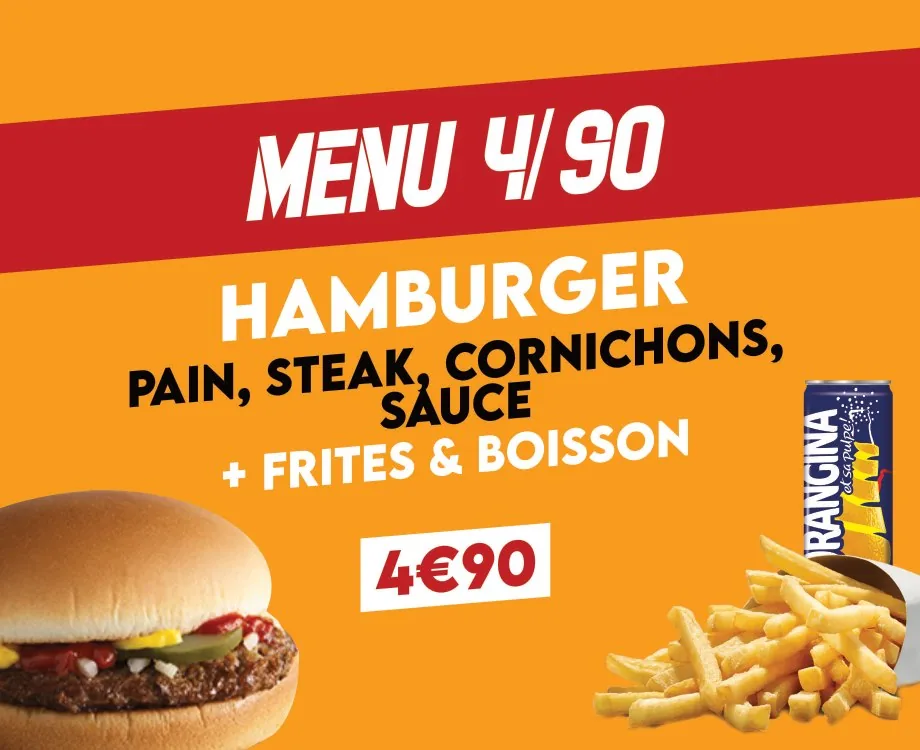 MENU 4/90
HAMBURGER
PAIN, STEAK, CORNICHONS,
SAUCE
+ FRITES & BOISSON
4€90
ORANGINA
et sa pulpe!